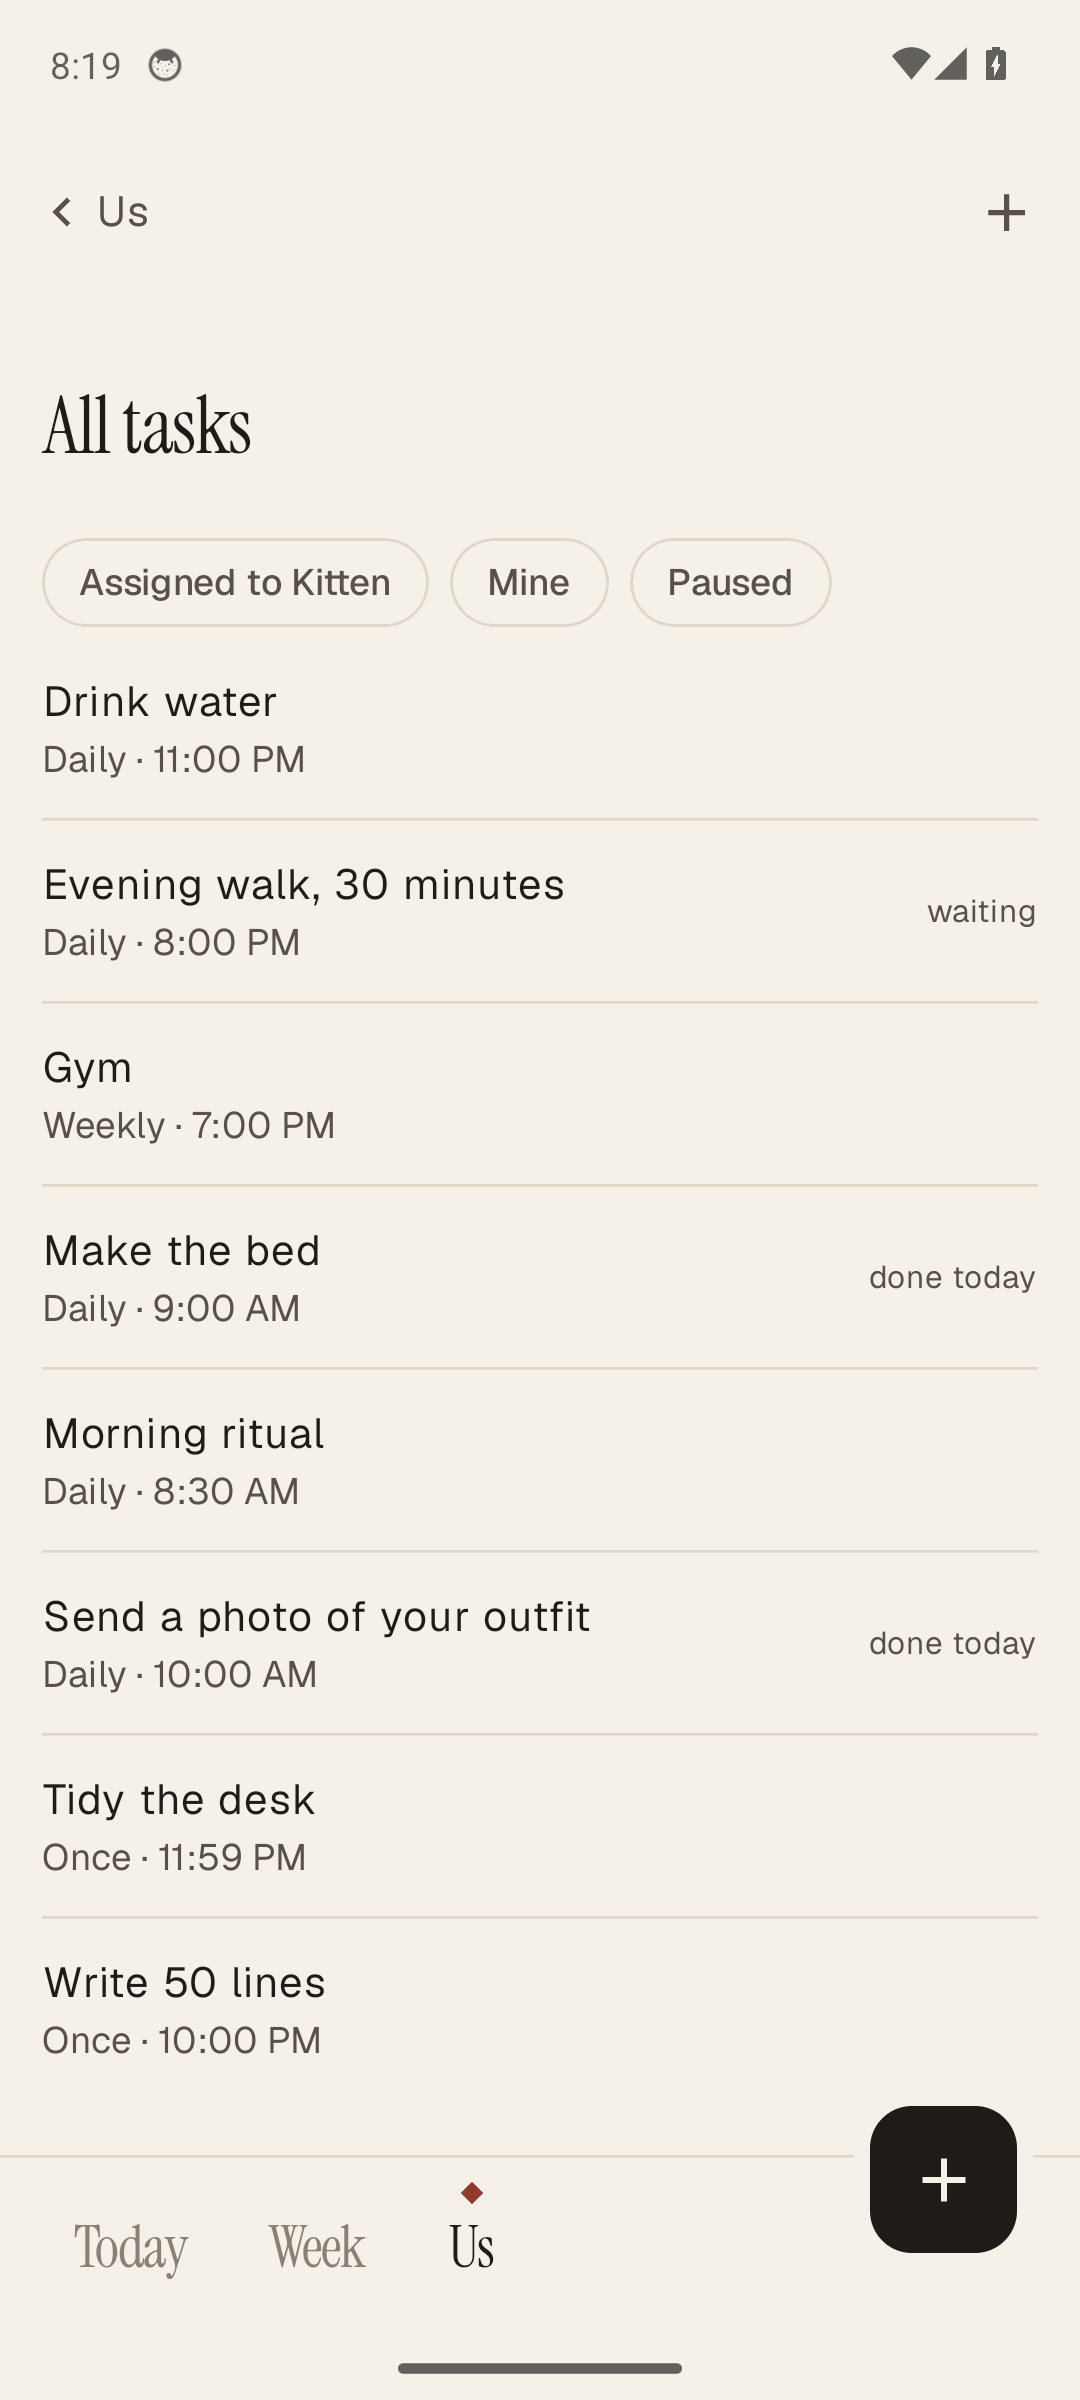 8:19
Us
All tasks
Assigned to Kitten
Mine
Paused
Drink water
Daily · 11:00 PM
Evening walk, 30 minutes
Daily · 8:00 PM
waiting
Gym
Weekly · 7:00 PM
Make the bed
Daily · 9:00 AM
done today
Morning ritual
Daily · 8:30 AM
Send a photo of your outfit
Daily · 10:00 AM
done today
Tidy the desk
Once · 11:59 PM
Write 50 lines
Once · 10:00 PM
Today
Week
Us